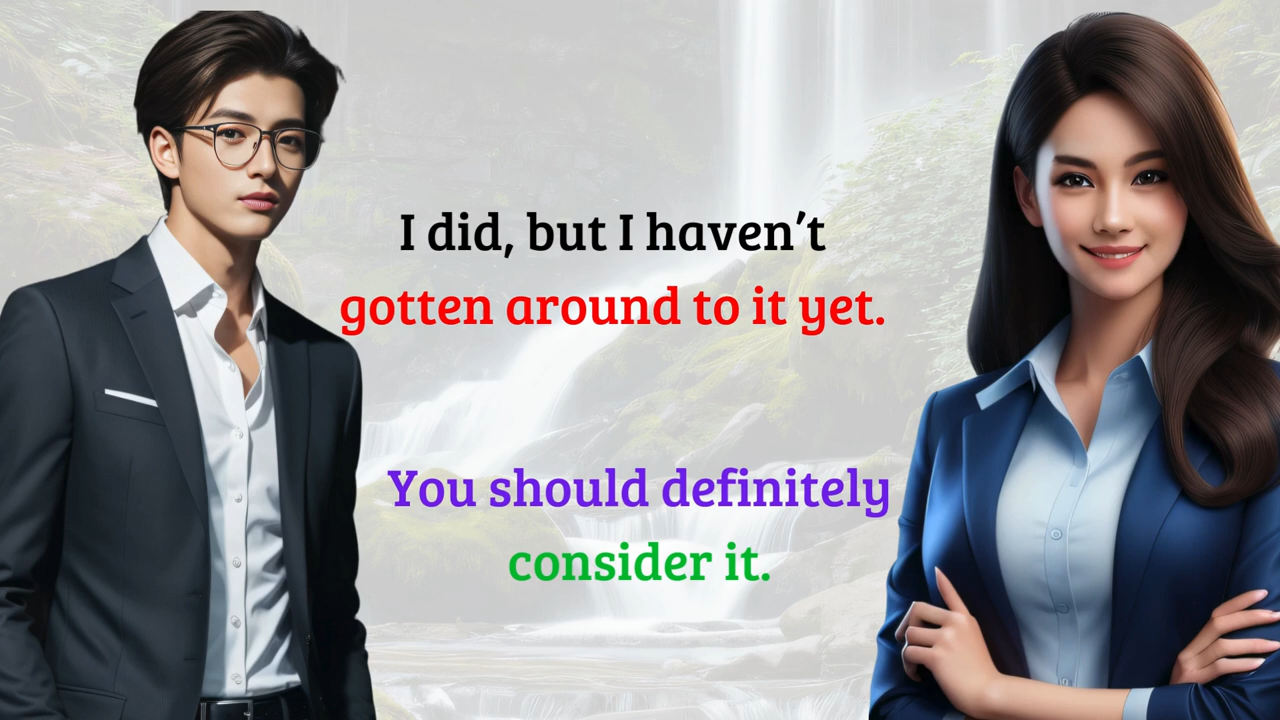 I did, but I haven’t
gotten around to it yet.
You should definitely
consider it.